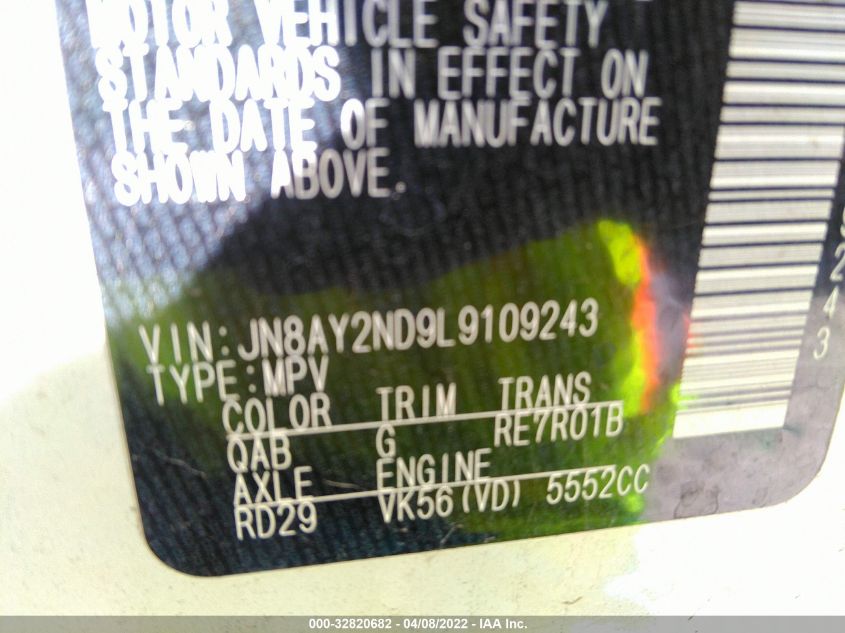 MOTOR VEHICLE SAFETY
STANDARDS IN EFFECT ON
THE DATE OF MANUFACTURE
SHOWN ABOVE.
VIN:JN8AY2ND9L9109243
TYPE:MPV
COLOR TRIM TRANS
QAB G RE7R01B
AXLE ENGINE
RD29 VK56(VD) 5552CC
9243
000-32820682 - 04/08/2022 - IAA Inc.